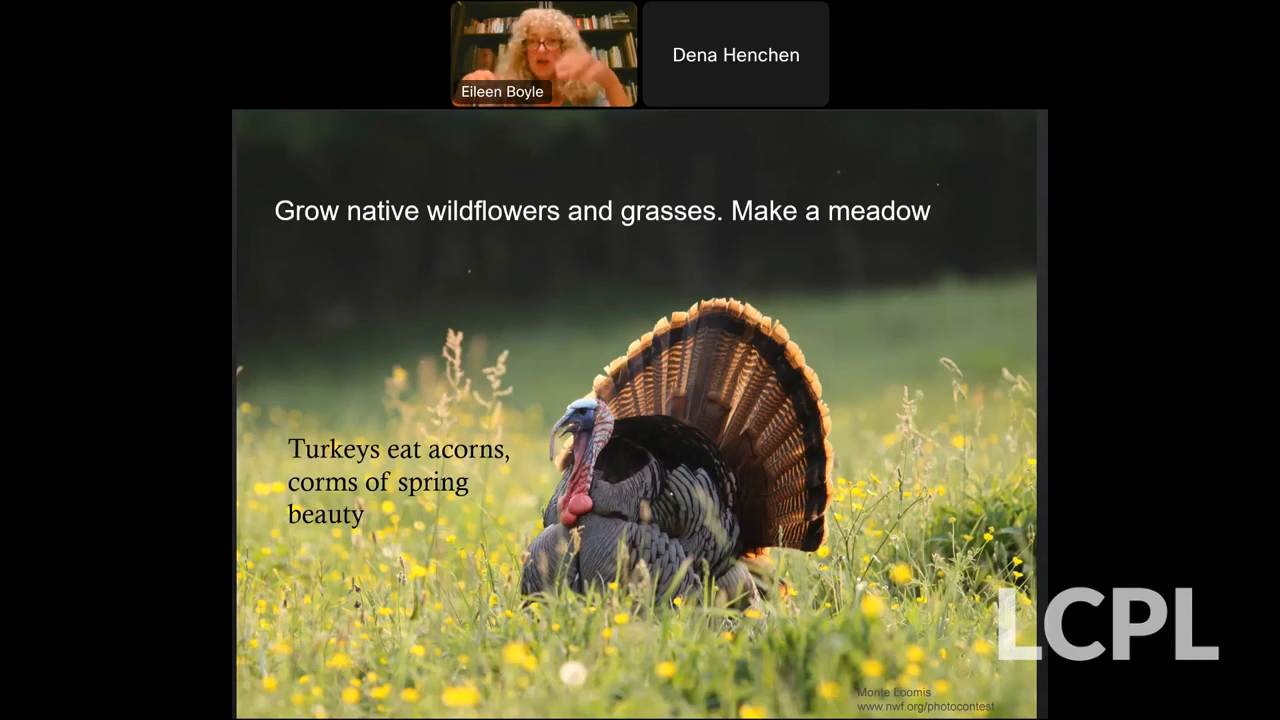 Eileen Boyle
Dena Henchen
Grow native wildflowers and grasses. Make a meadow
Turkeys eat acorns,
corms of spring
beauty
LCPL
Monte Loomis
www.nwf.org/photocontest